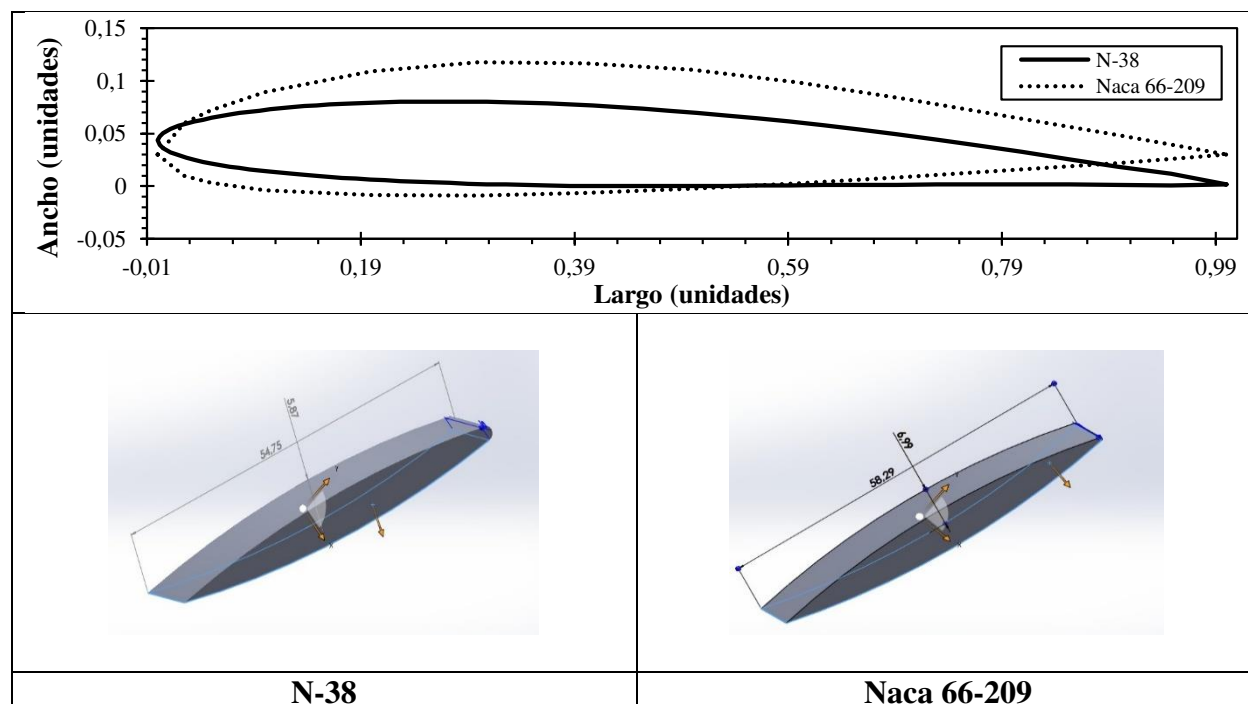 Ancho (unidades)
0,15
0,1
0,05
0
-0,05
N-38
Naca 66-209
-0,01 0,19 0,39 0,59 0,79 0,99
Largo (unidades)
5,87
54,75
Y
X
6,99
58,29
Y
X
N-38
Naca 66-209